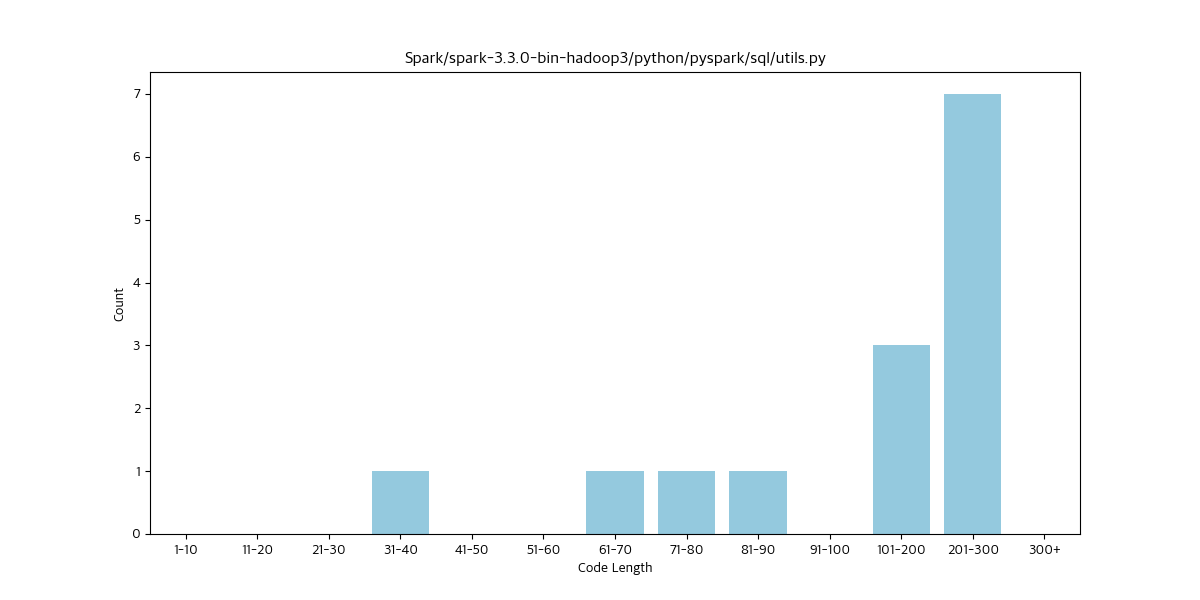 Spark/spark-3.3.0-bin-hadoop3/python/pyspark/sql/utils.py
7
6
5
4
3
2
1
0
Count
1-10 11-20 21-30 31-40 41-50 51-60 61-70 71-80 81-90 91-100 101-200 201-300 300+
Code Length